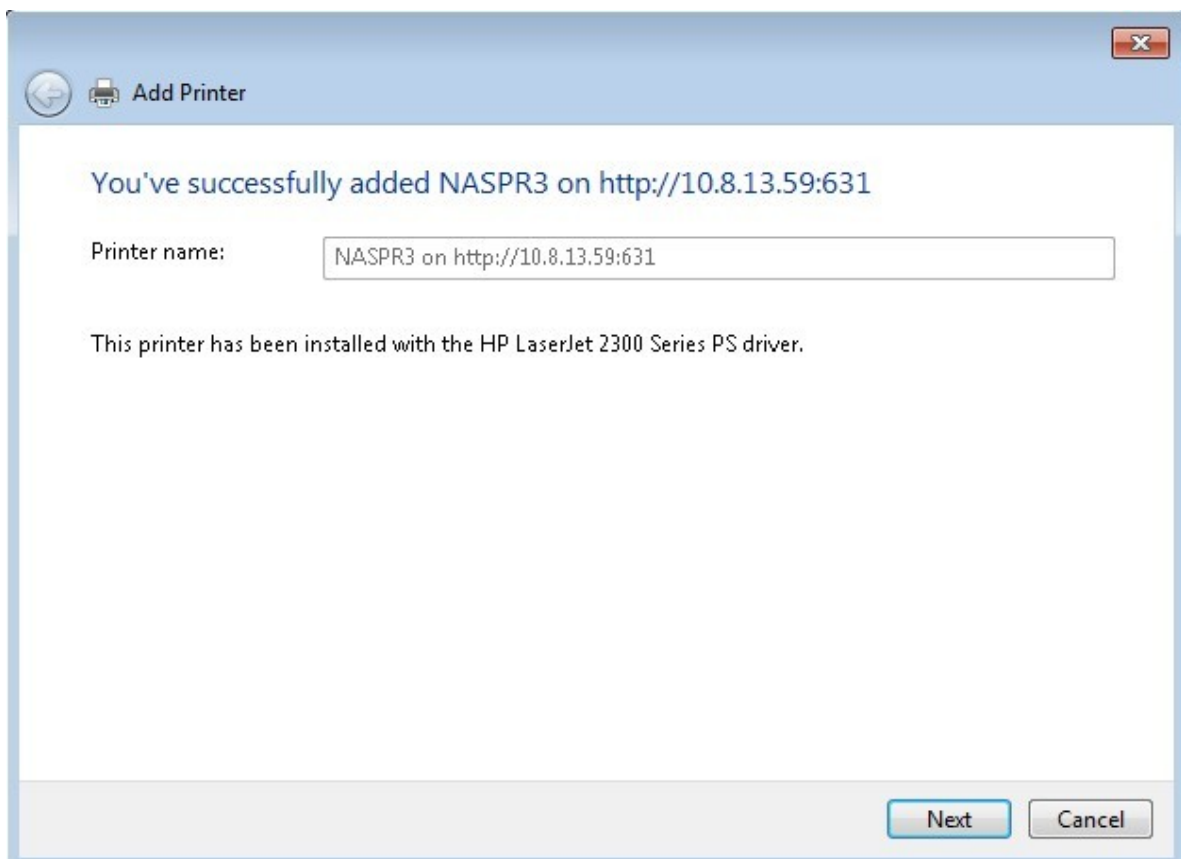 Add Printer
You've successfully added NASPR3 on http://10.8.13.59:631
Printer name:
NASPR3 on http://10.8.13.59:631
This printer has been installed with the HP LaserJet 2300 Series PS driver.
Next
Cancel